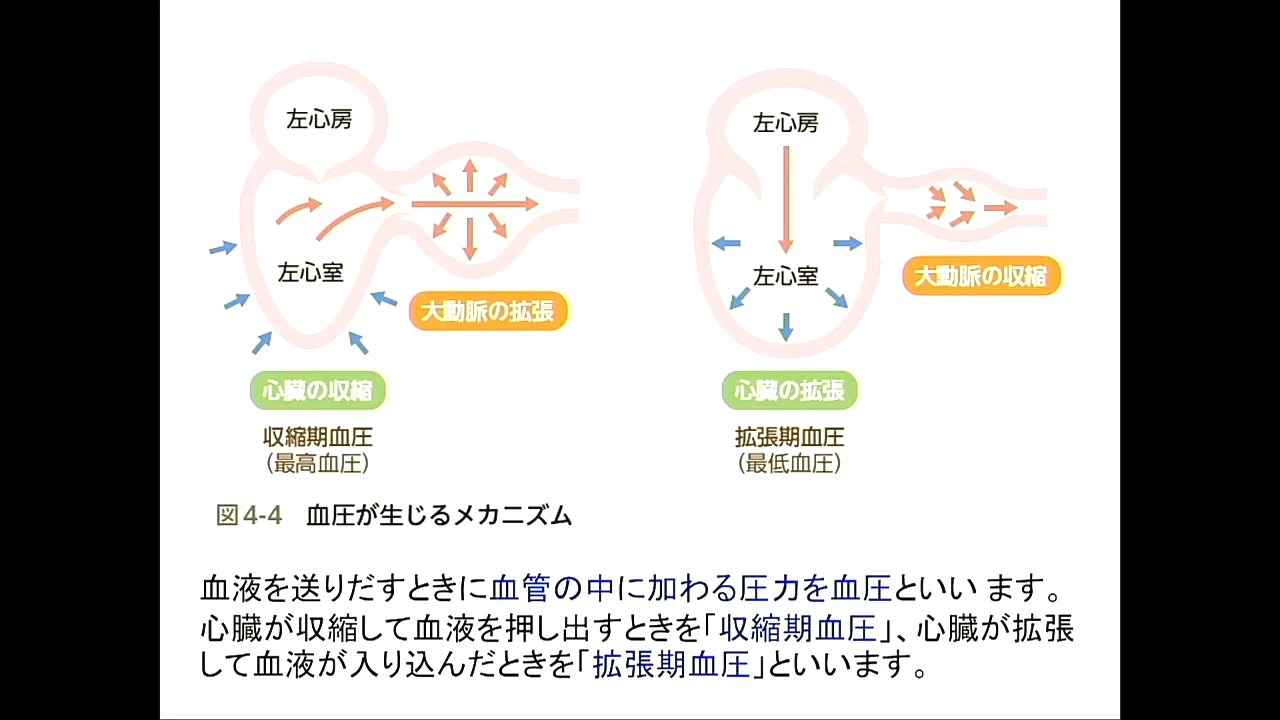 左心房
左心室
大動脈の拡張
心臓の収縮
収縮期血圧
（最高血圧）
左心房
左心室
大動脈の収縮
心臓の拡張
拡張期血圧
（最低血圧）
図4-4 血圧が生じるメカニズム
血液を送りだすときに血管の中に加わる圧力を血圧といい ます。
心臓が収縮して血液を押し出すときを「収縮期血圧」、心臓が拡張
して血液が入り込んだときを「拡張期血圧」といいます。